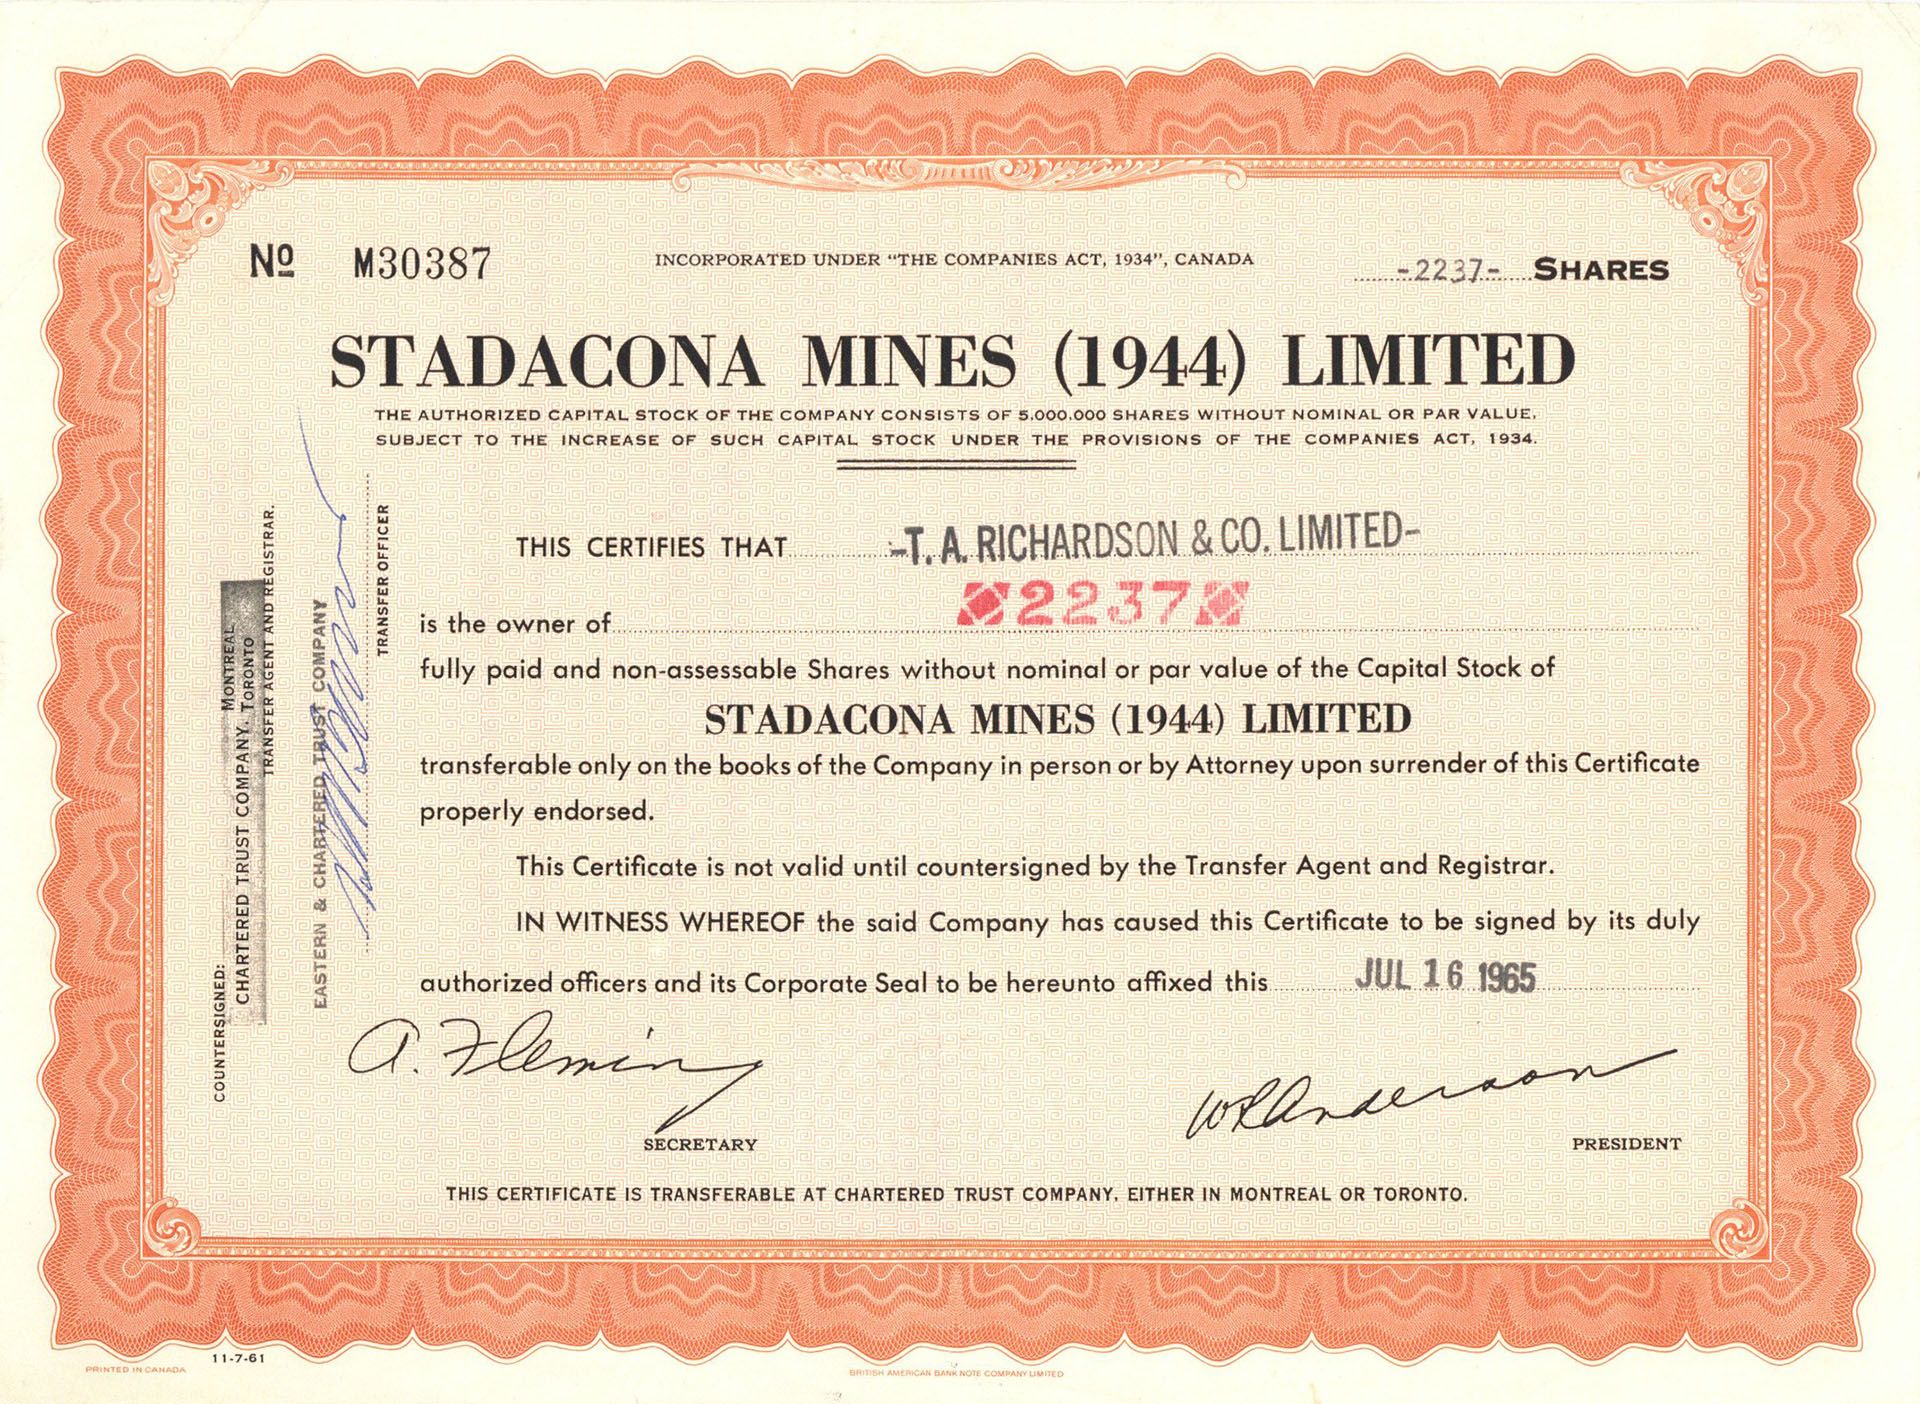 Nº M30387
INCORPORATED UNDER "THE COMPANIES ACT, 1934", CANADA
-2237- SHARES
STADACONA MINES (1944) LIMITED
THE AUTHORIZED CAPITAL STOCK OF THE COMPANY CONSISTS OF 5.000.000 SHARES WITHOUT NOMINAL OR PAR VALUE,
SUBJECT TO THE INCREASE OF SUCH CAPITAL STOCK UNDER THE PROVISIONS OF THE COMPANIES ACT, 1934.
THIS CERTIFIES THAT -T. A. RICHARDSON & CO. LIMITED-
is the owner of 2237
fully paid and non-assessable Shares without nominal or par value of the Capital Stock of
STADACONA MINES (1944) LIMITED
transferable only on the books of the Company in person or by Attorney upon surrender of this Certificate
properly endorsed.
This Certificate is not valid until countersigned by the Transfer Agent and Registrar.
IN WITNESS WHEREOF the said Company has caused this Certificate to be signed by its duly
authorized officers and its Corporate Seal to be hereunto affixed this JUL 16 1965
A. Fleming
SECRETARY
W R Anderson
PRESIDENT
THIS CERTIFICATE IS TRANSFERABLE AT CHARTERED TRUST COMPANY, EITHER IN MONTREAL OR TORONTO.
COUNTERSIGNED:
MONTREAL
CHARTERED TRUST COMPANY, TORONTO
TRANSFER AGENT AND REGISTRAR.
EASTERN & CHARTERED TRUST COMPANY
TRANSFER OFFICER
11-7-61
PRINTED IN CANADA
BRITISH AMERICAN BANK NOTE COMPANY LIMITED